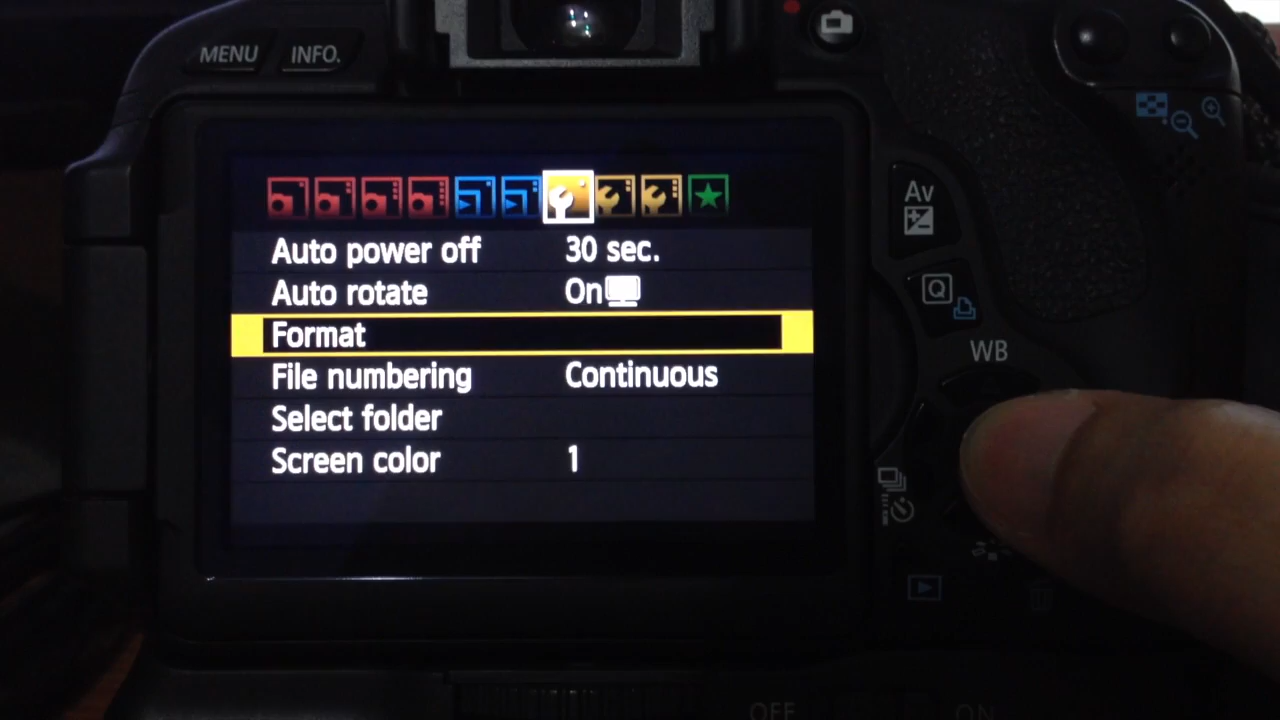 MENU INFO.
Av
Q
Auto power off 30 sec.
Auto rotate On
Format
WB
File numbering Continuous
Select folder
Screen color 1
OFF ON